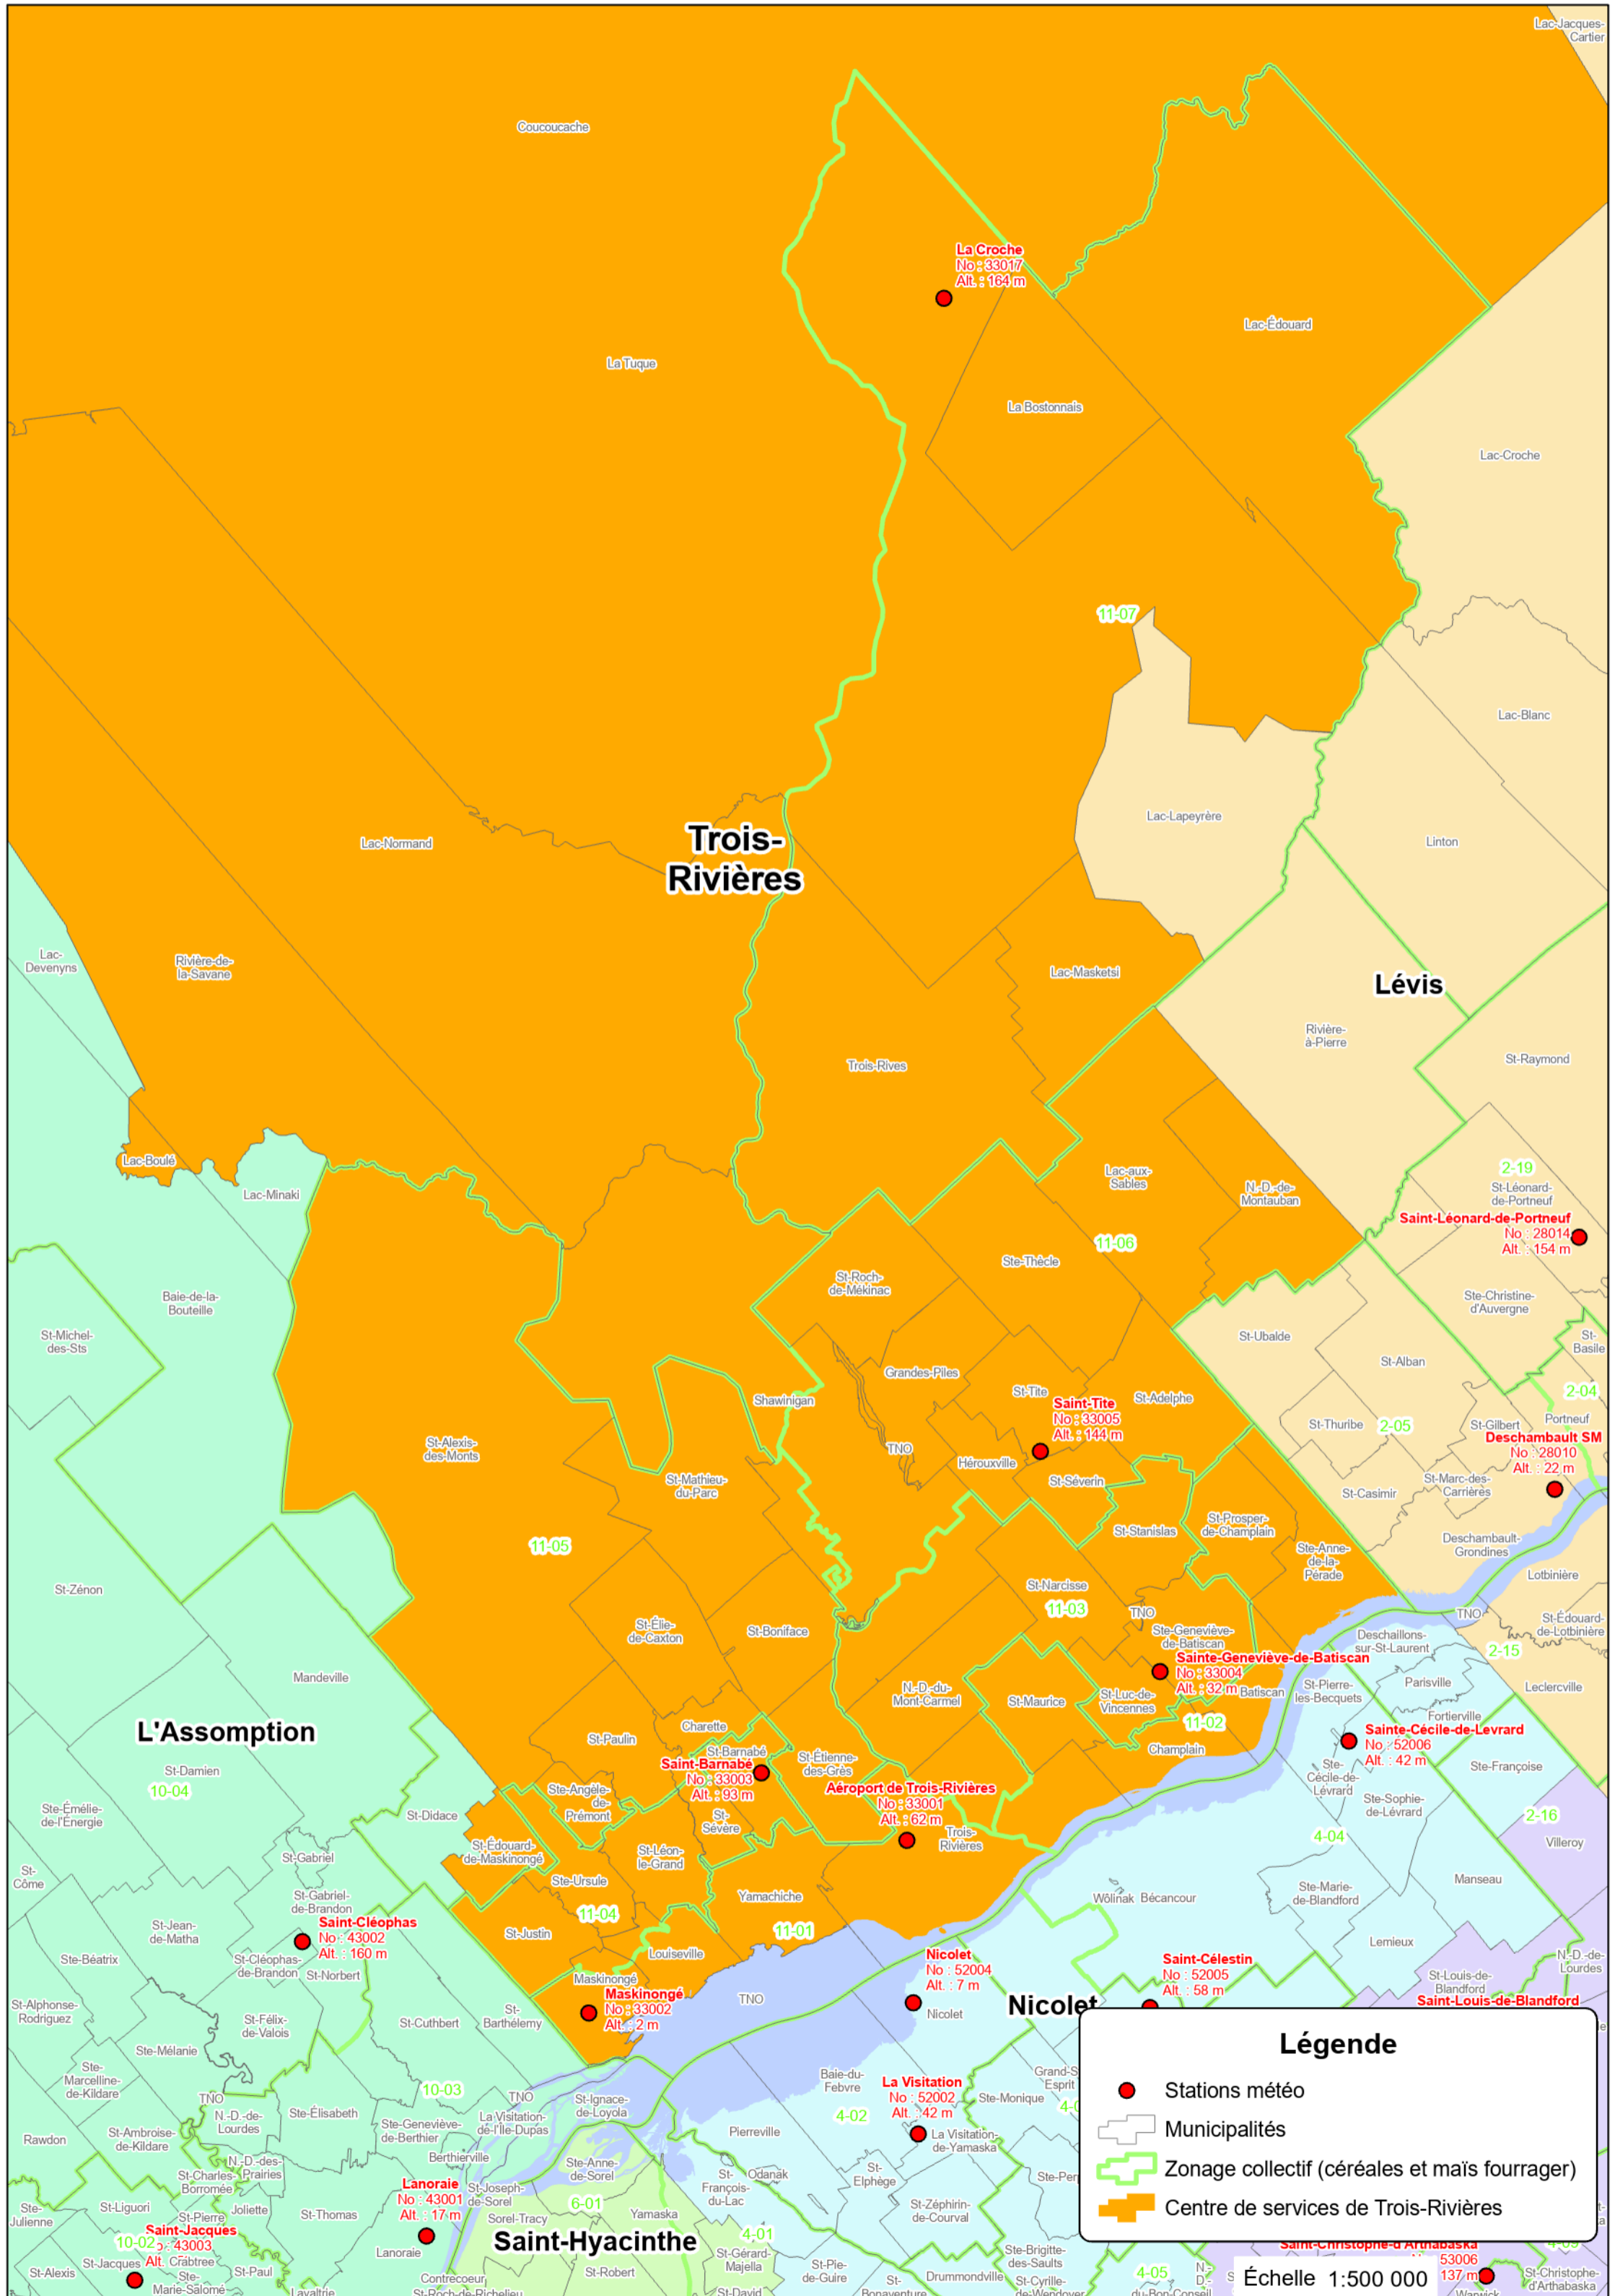 Lac-Jacques-
Cartier
Coucoucache
La Croche
No : 33017
Alt. : 164 m
Lac-Édouard
La Tuque
La Bostonnais
Lac-Croche
11-07
Lac-Blanc
Lac-Lapeyrère
Linton
Trois-
Rivières
Lac-Normand
Lac-
Devenyns
Rivière-de-
la-Savane
Lac-Masketsi
Lévis
Rivière-
à-Pierre
St-Raymond
Trois-Rives
Lac-Boulé
Lac-Minaki
Lac-aux-
Sables
N.-D.-de-
Montauban
2-19
St-Léonard-
de-Portneuf
Saint-Léonard-de-Portneuf
No : 28014
Alt. : 154 m
11-06
Ste-Thècle
St-Roch-
de-Mékinac
Baie-de-la-
Bouteille
Ste-Christine-
d'Auvergne
St-Michel-
des-Sts
St-Ubalde
St-
Basile
St-Alban
Grandes-Piles
St-Tite
2-04
Shawinigan
St-Adelphe
Saint-Tite
No : 33005
Alt. : 144 m
St-Thuribe
2-05
St-Gilbert
Portneuf
Deschambault SM
No : 28010
Alt. : 22 m
St-Alexis-
des-Monts
TNO
Hérouxville
St-Mathieu-
du-Parc
St-Séverin
St-Casimir
St-Marc-des-
Carrières
St-Stanislas
St-Prosper-
de-Champlain
Deschambault-
Grondines
11-05
Ste-Anne-
de-la-
Pérade
Lotbinière
St-Zénon
St-Narcisse
11-03
TNO
TNO
St-Édouard-
de-Lotbinière
St-Élie-
de-Caxton
St-Boniface
Ste-Geneviève-
de-Batiscan
Deschaillons-
sur-St-Laurent
2-15
Sainte-Geneviève-de-Batiscan
No : 33004
Alt. : 32 m
Mandeville
N.-D.-du-
Mont-Carmel
St-Maurice
St-Luc-de-
Vincennes
Batiscan
St-Pierre-
les-Becquets
Parisville
Leclercville
Fortierville
L'Assomption
Charette
11-02
Sainte-Cécile-de-Levrard
No : 52006
Alt. : 42 m
St-Paulin
St-Barnabé
St-Étienne-
des-Grès
Champlain
Saint-Barnabé
No : 33003
Alt. : 93 m
Ste-
Cécile-de-
Lévrard
Ste-Françoise
St-Damien
10-04
Aéroport de Trois-Rivières
No : 33001
Alt. : 62 m
Ste-Angèle-
de-
Prémont
Ste-Sophie-
de-Lévrard
Ste-Émélie-
de-l'Énergie
St-Didace
St-
Sévère
2-16
4-04
Villeroy
Trois-
Rivières
St-Édouard-
de-Maskinongé
St-Léon-
le-Grand
St-Gabriel
St-
Côme
Ste-Ursule
Manseau
St-Gabriel-
de-Brandon
Yamachiche
Wôlinak
Bécancour
Ste-Marie-
de-Blandford
11-04
St-Jean-
de-Matha
Saint-Cléophas
No : 43002
Alt. : 160 m
St-Justin
11-01
Lemieux
Ste-Béatrix
St-Cléophas-
de-Brandon
St-Norbert
Louiseville
Nicolet
No : 52004
Alt. : 7 m
Saint-Célestin
No : 52005
Alt. : 58 m
N.-D.-de-
Lourdes
Maskinongé
St-Louis-de-
Blandford
Maskinongé
No : 33002
Alt. : 2 m
TNO
Saint-Louis-de-Blandford
Nicolet
Nicolet
St-Alphonse-
Rodriguez
St-Félix-
de-Valois
St-Cuthbert
St-
Barthélemy
Ste-Mélanie
Ste-
Marcelline-
de-Kildare
10-03
Baie-du-
Febvre
La Visitation
No : 52002
Alt. : 42 m
Grand-S
Esprit
Ste-Monique
TNO
TNO
St-Ignace-
de-Loyola
N.-D.-de-
Lourdes
Ste-Élisabeth
La Visitation-
de-l'Île-Dupas
4-02
Ste-Geneviève-
de-Berthier
Pierreville
La Visitation-
de-Yamaska
St-Ambroise-
de-Kildare
Rawdon
Berthierville
N.-D.-des-
Prairies
Ste-Anne-
de-Sorel
St-
François-
du-Lac
Odanak
St-
Elphège
Ste-Per
St-Charles-
Borromée
Lanoraie
No : 43001
Alt. : 17 m
St-Joseph-
de-Sorel
6-01
St-Zéphirin-
de-Courval
Ste-
Julienne
St-Liguori
St-Pierre
Joliette
St-Thomas
Sorel-Tracy
Yamaska
Saint-Jacques
10-02
o : 43003
Alt.
Saint-Hyacinthe
4-01
St-Jacques
Crabtree
Lanoraie
St-Gérard-
Majella
Ste-Brigitte-
des-Saults
St-Alexis
Ste-
Marie-Salomé
St-Paul
Contrecoeur
St-Robert
St-Pie-
de-Guire
Drummondville
St-Cyrille-
de-Wendover
4-05
Lavaltrie
St-Roch-de-Richelieu
St-David
St-
Bonaventure
du-Bon-Conseil
N.-
D.-
Légende
Stations météo
Municipalités
Zonage collectif (céréales et maïs fourrager)
Centre de services de Trois-Rivières
Saint-Christophe-d'Arthabaska
53006
137 m
St-Christophe-
d'Arthabaska
Warwick
Échelle 1:500 000